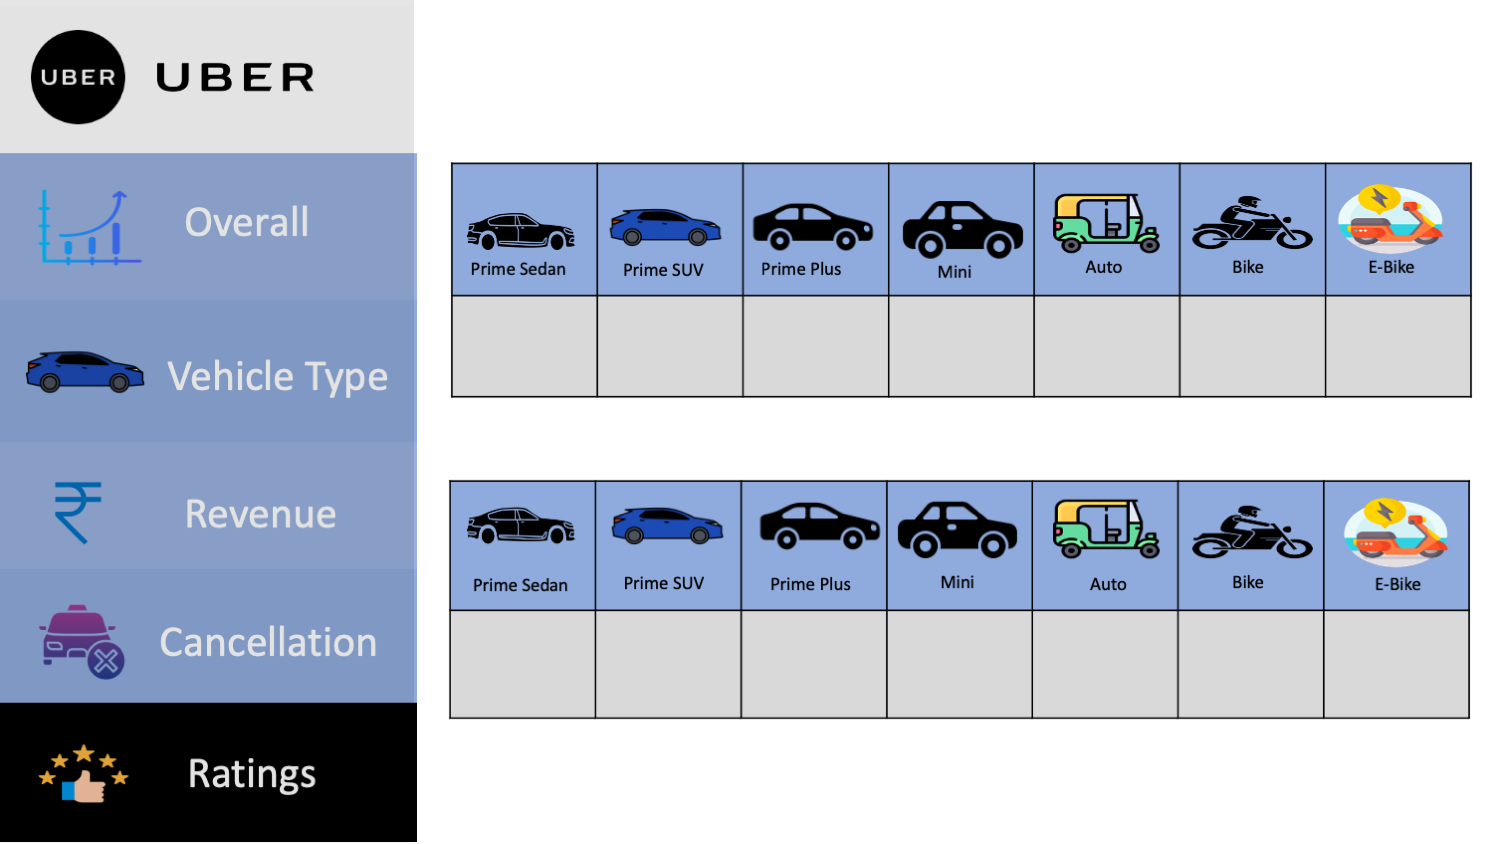 UBER
UBER
Overall
Vehicle Type
Revenue
Cancellation
Ratings
Prime Sedan
Prime SUV
Prime Plus
Mini
Auto
Bike
E-Bike
Prime Sedan
Prime SUV
Prime Plus
Mini
Auto
Bike
E-Bike